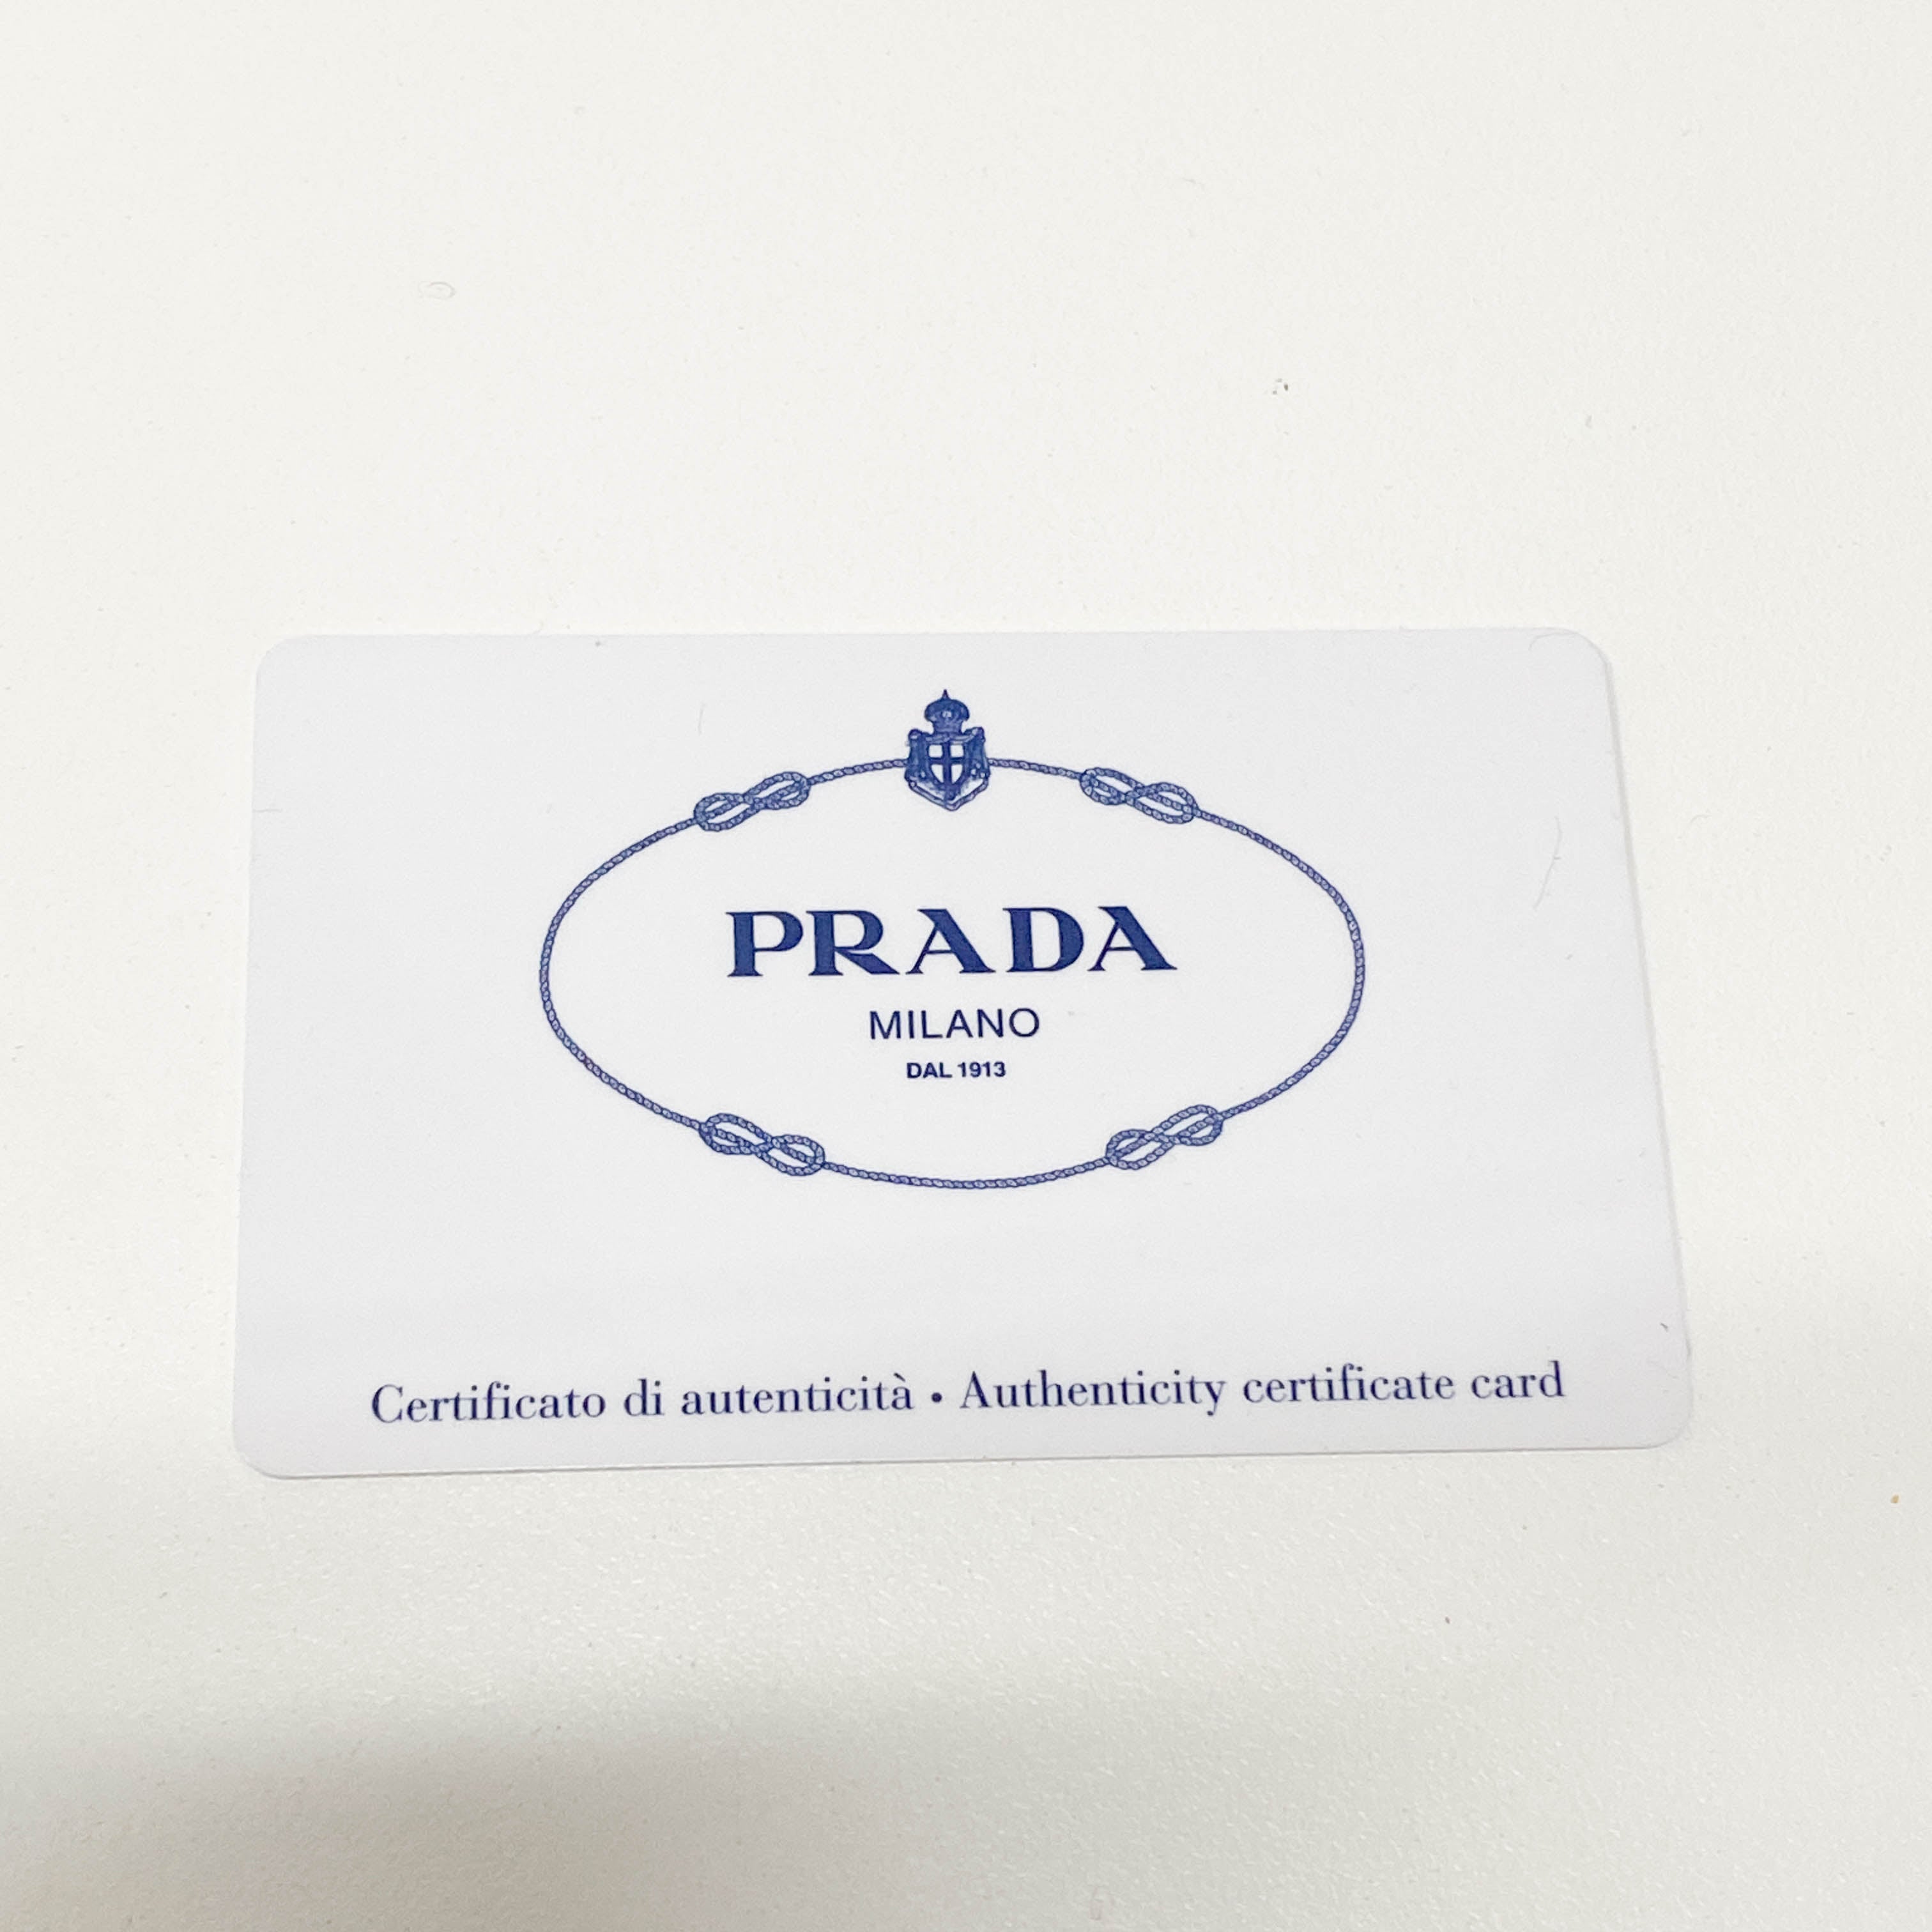 PRADA
MILANO
DAL 1913
Certificato di autenticità • Authenticity certificate card